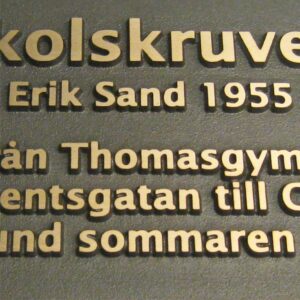 kolskruve
Erik Sand 1955
ån Thomasgym
entsgatan till
und sommaren